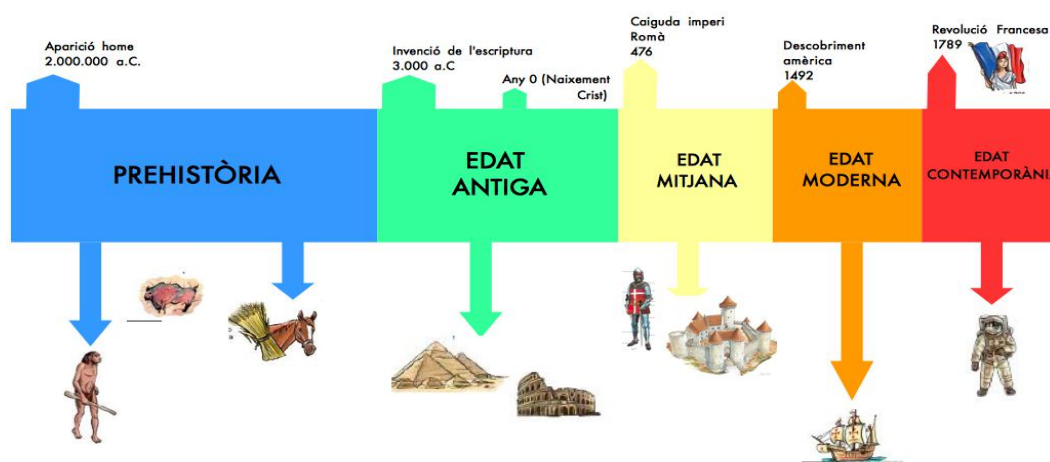 Aparició home
2.000.000 a.C.
Invenció de l'escriptura
3.000 a.C
Any 0 (Naixement
Crist)
Caiguda imperi
Romà
476
Descobriment
amèrica
1492
Revolució Francesa
1789
PREHISTÒRIA
EDAT
ANTIGA
EDAT
MITJANA
EDAT
MODERNA
EDAT
CONTEMPORÀNIA